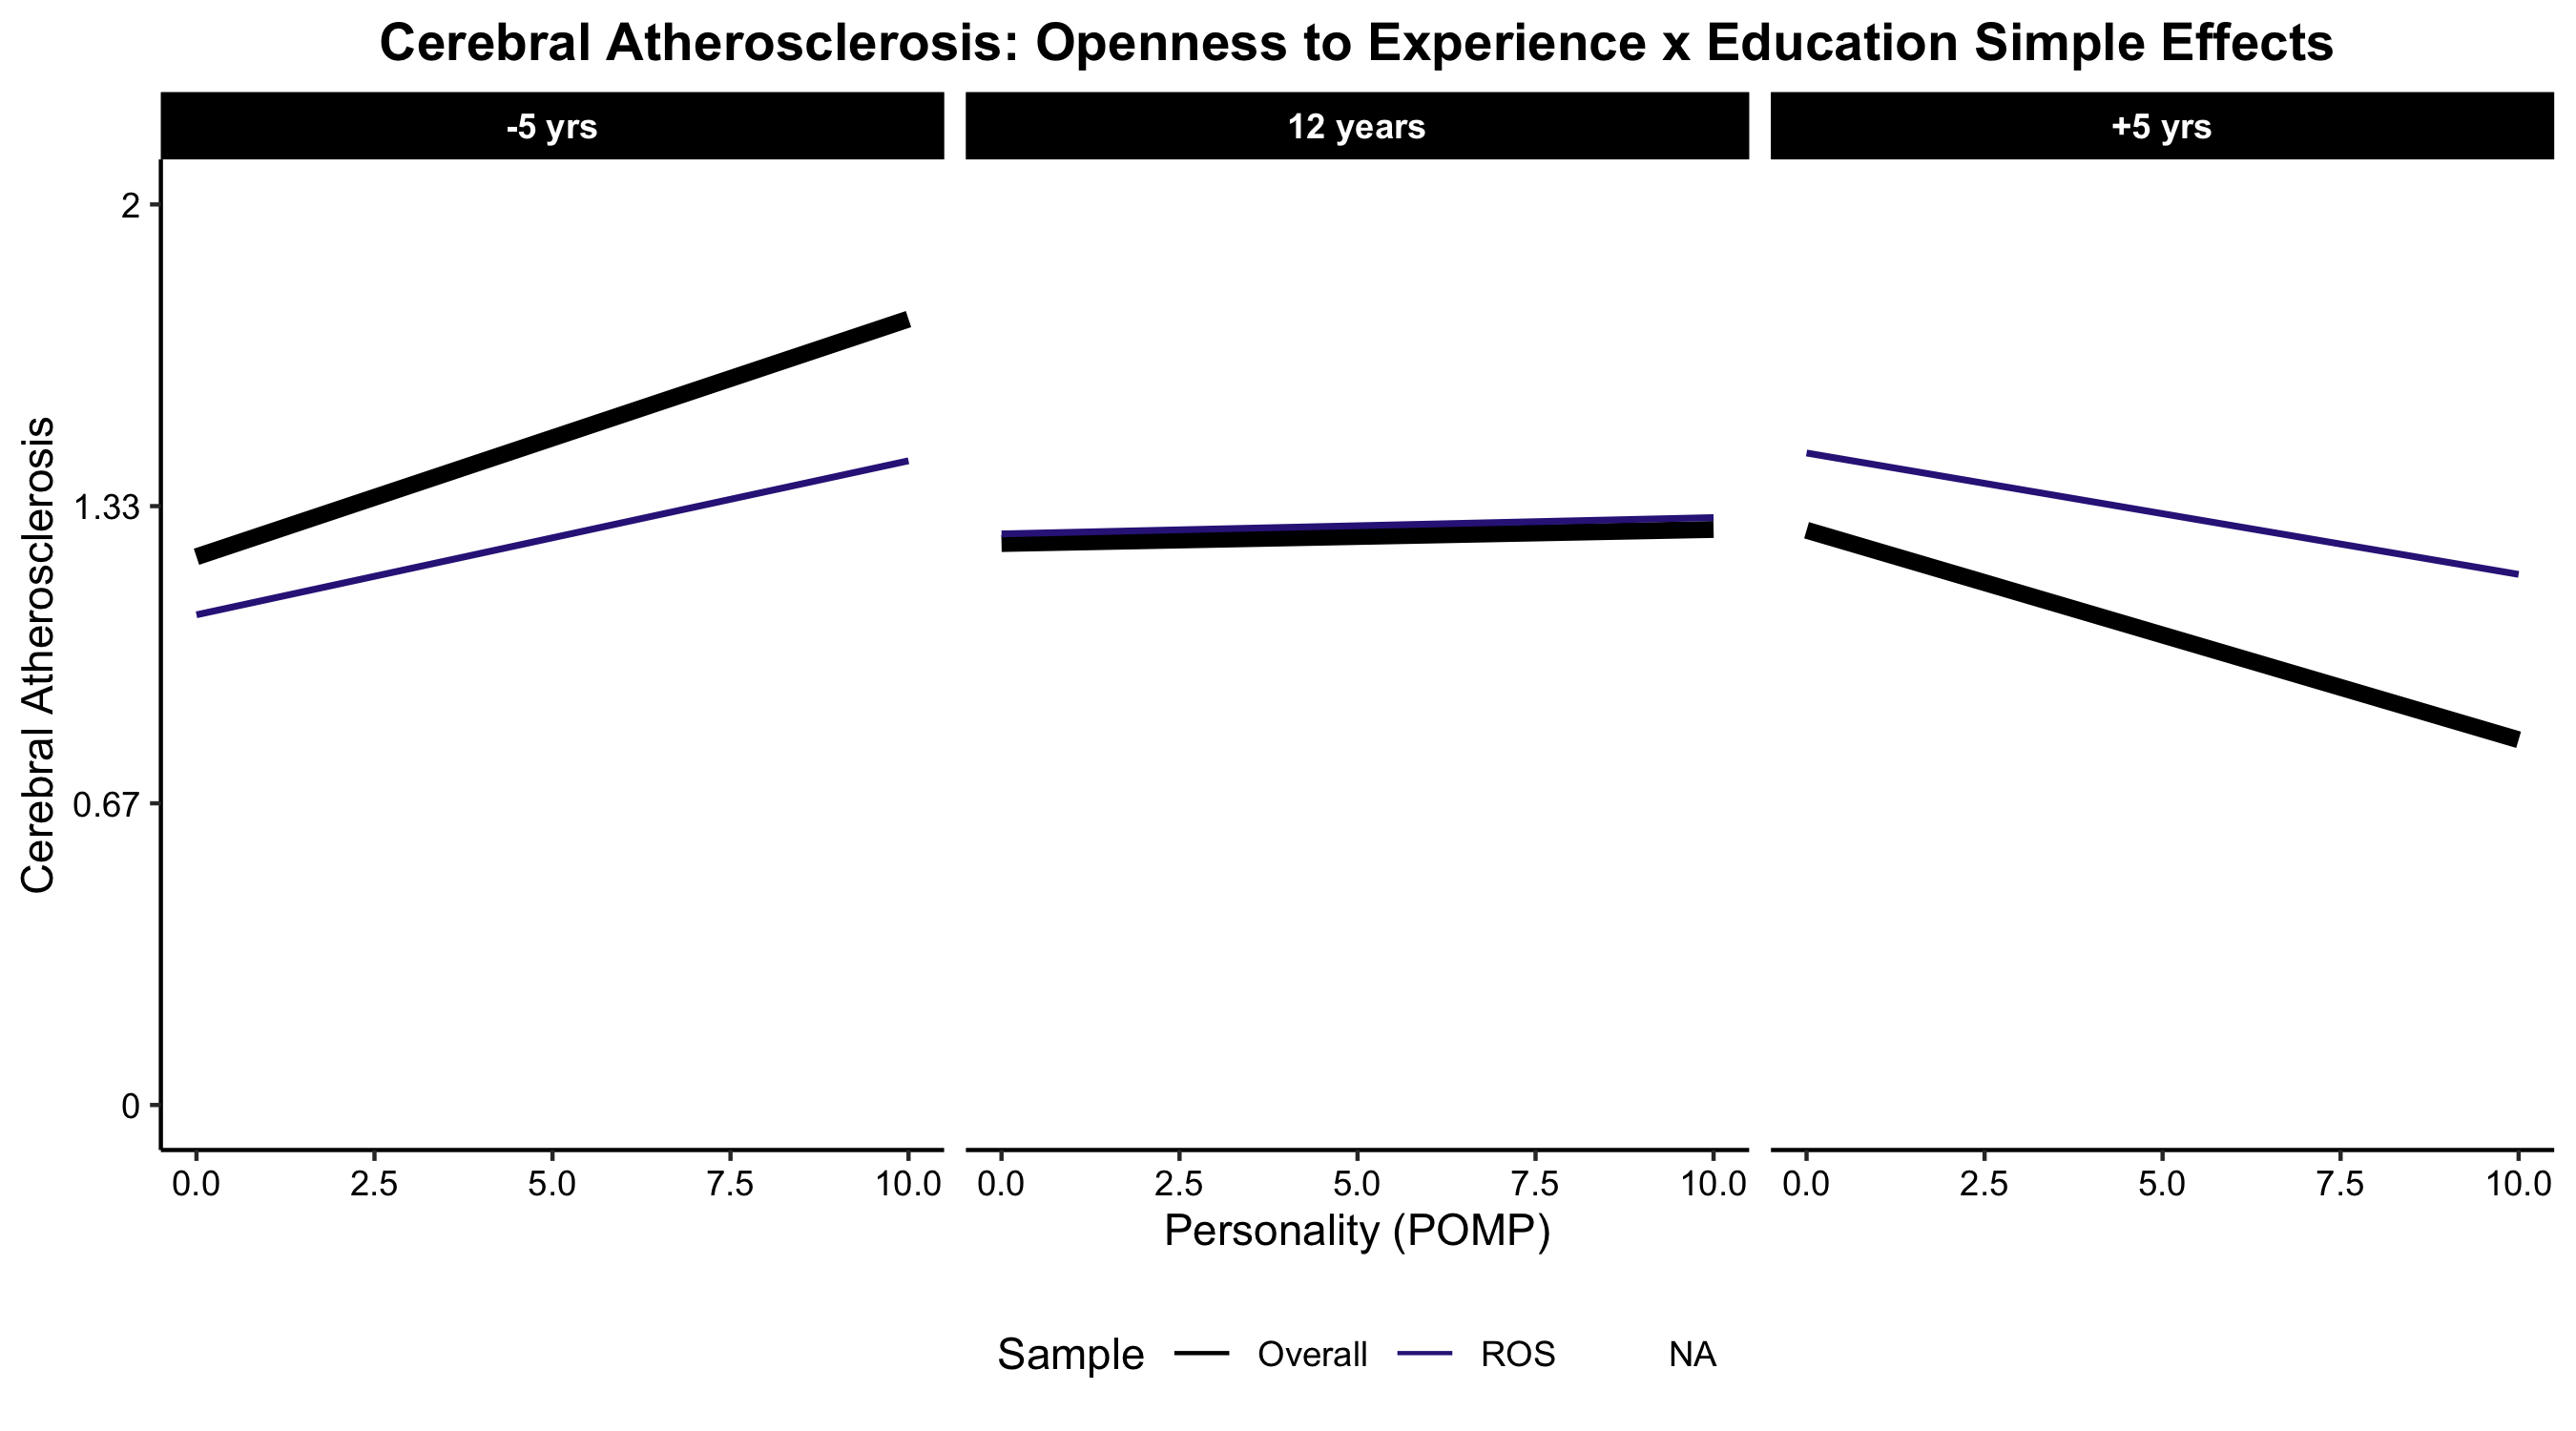 Cerebral Atherosclerosis: Openness to Experience x Education Simple Effects
-5 yrs 12 years +5 yrs
Cerebral Atherosclerosis
2
1.33
0.67
0
0.0 2.5 5.0 7.5 10.0 0.0 2.5 5.0 7.5 10.0 0.0 2.5 5.0 7.5 10.0
Personality (POMP)
Sample Overall ROS NA